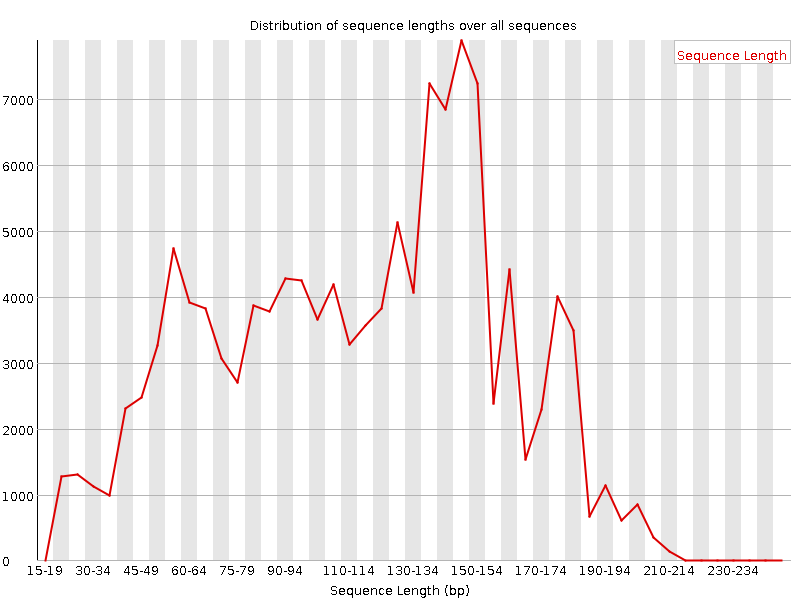 Distribution of sequence lengths over all sequences
Sequence Length
7000
6000
5000
4000
3000
2000
1000
0
15-19 30-34 45-49 60-64 75-79 90-94 110-114 130-134 150-154 170-174 190-194 210-214 230-234
Sequence Length (bp)